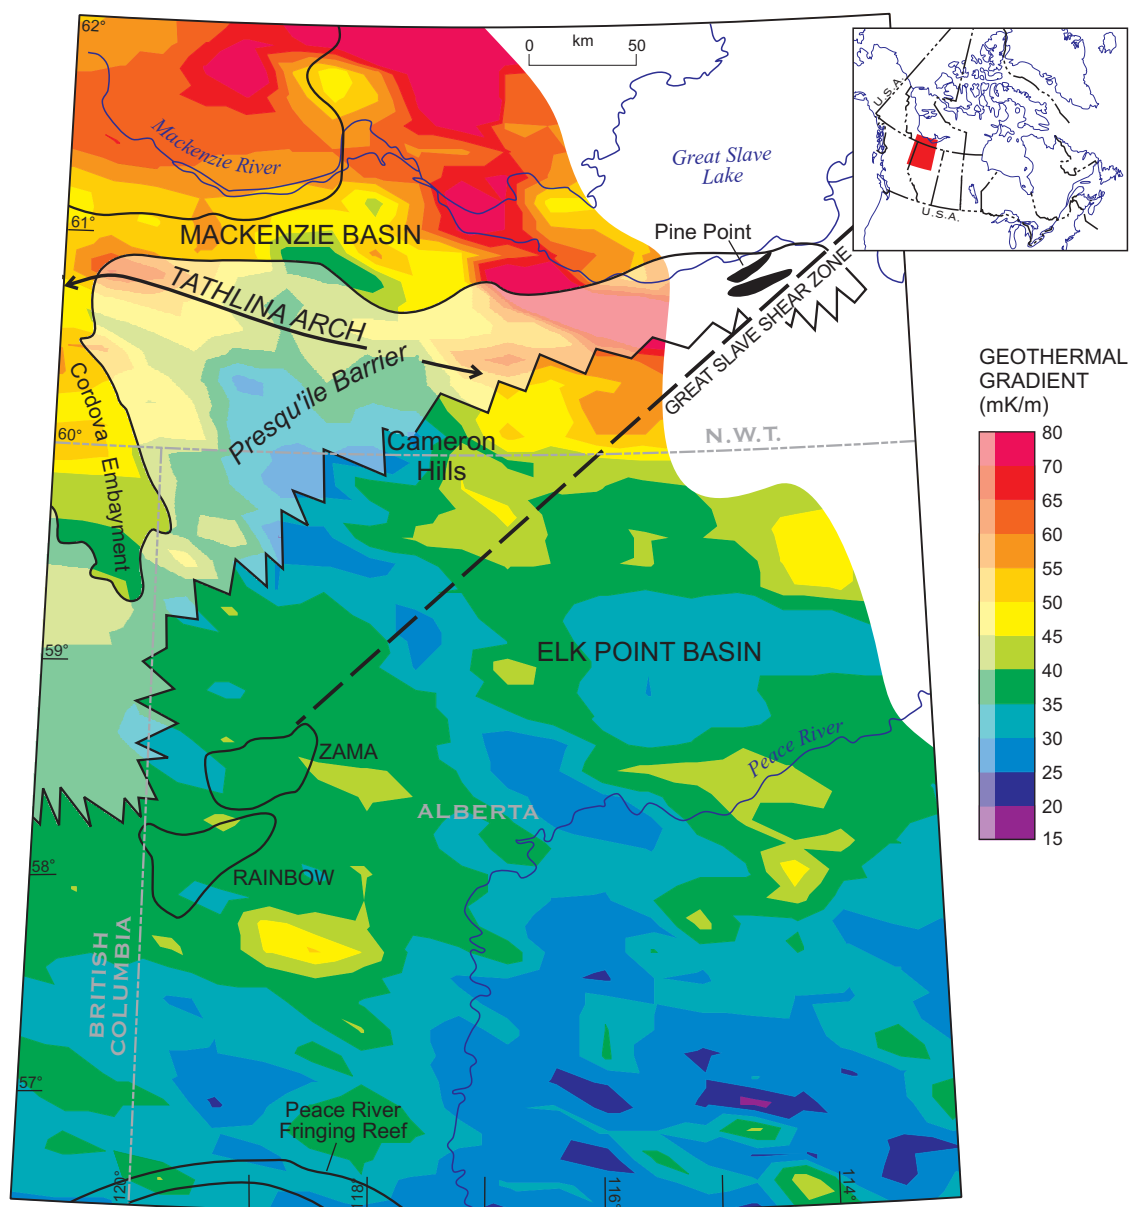 62°
0 km 50
Mackenzie River
Great Slave
Lake
U.S.A.
U.S.A.
61°
MACKENZIE BASIN
Pine Point
TATHLINA ARCH
GREAT SLAVE SHEAR ZONE
Presqu'ile Barrier
Cordova Embayment
60°
Cameron
Hills
N.W.T.
GEOTHERMAL
GRADIENT
(mK/m)
80
70
65
60
55
50
45
40
35
30
25
20
15
59°
ELK POINT BASIN
ZAMA
Peace River
ALBERTA
58°
RAINBOW
BRITISH
COLUMBIA
57°
Peace River
Fringing Reef
120°
118
116°
114°